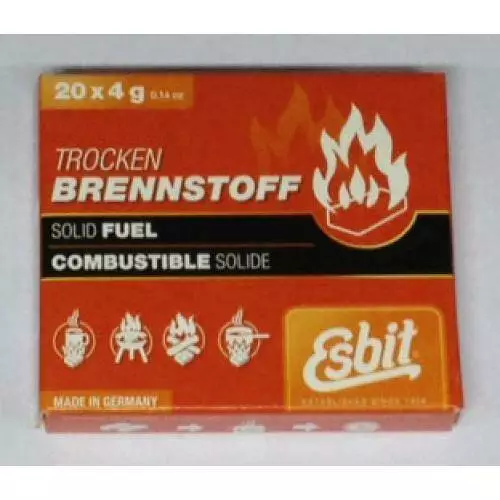 20 x 4 g 0.14 oz
TROCKEN
BRENNSTOFF
SOLID FUEL
COMBUSTIBLE SOLIDE
Esbit
ESTABLISHED SINCE 1936
MADE IN GERMANY